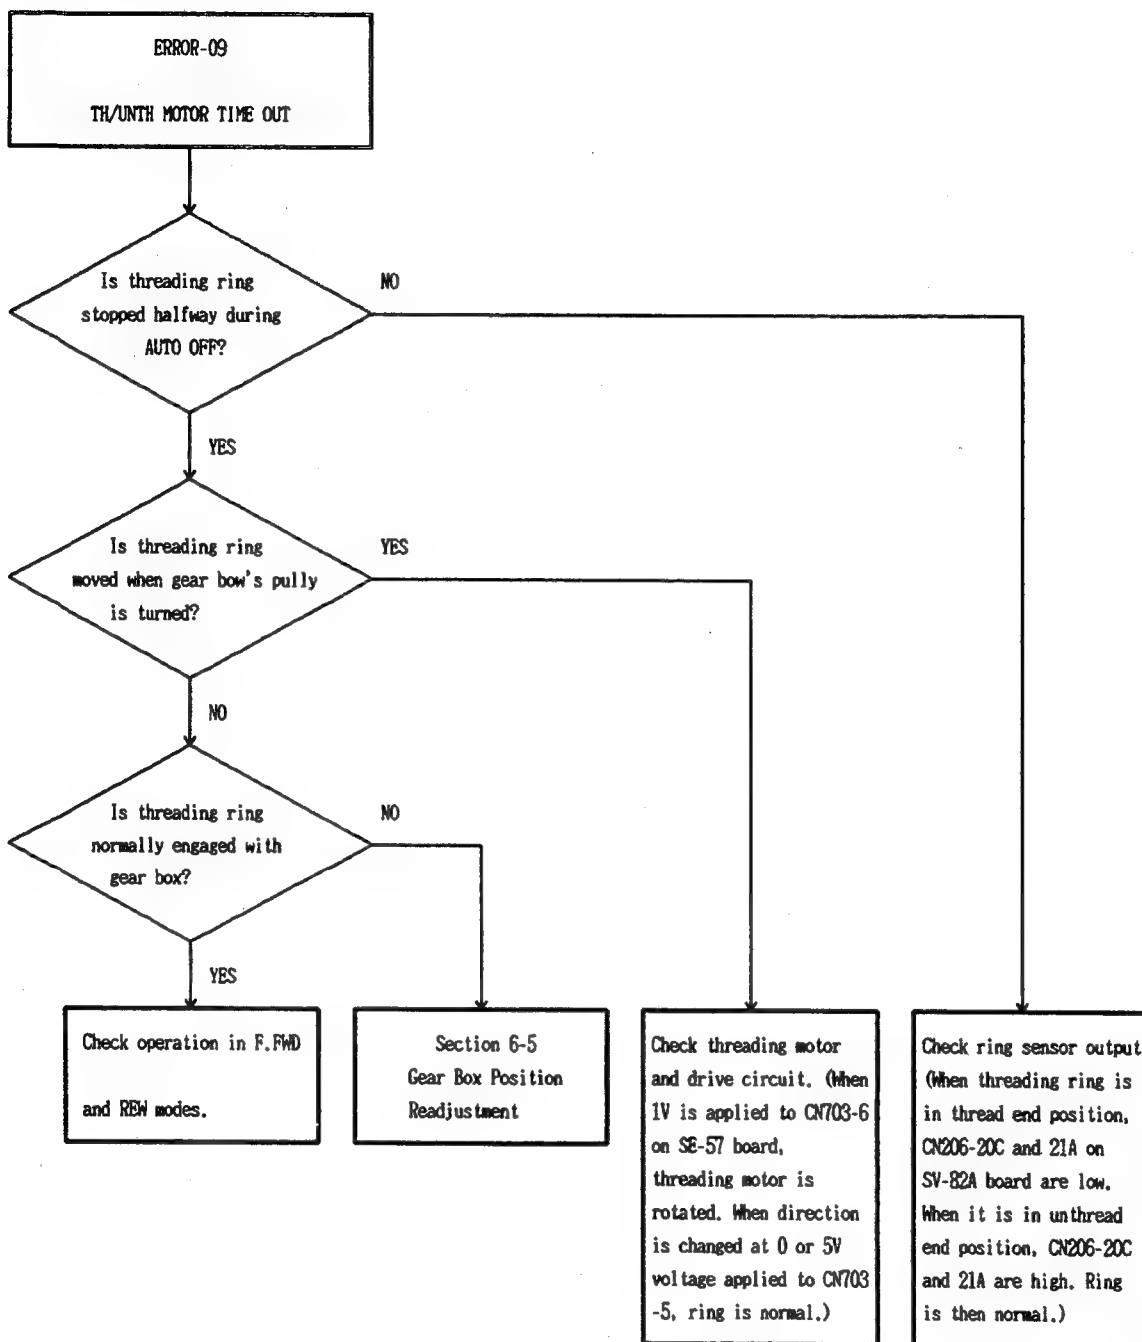 ERROR-09
TH/UNTH MOTOR TIME OUT
Is threading ring
stopped halfway during
AUTO OFF?
NO
YES
Is threading ring
moved when gear bow's pully
is turned?
YES
NO
Is threading ring
normally engaged with
gear box?
NO
YES
Check operation in F.FWD
and REW modes.
Section 6-5
Gear Box Position
Readjustment
Check threading motor
and drive circuit. (When
1V is applied to CN703-6
on SE-57 board,
threading motor is
rotated. When direction
is changed at 0 or 5V
voltage applied to CN703
-5, ring is normal.)
Check ring sensor output
(When threading ring is
in thread end position,
CN206-20C and 21A on
SV-82A board are low.
When it is in unthread
end position, CN206-20C
and 21A are high. Ring
is then normal.)